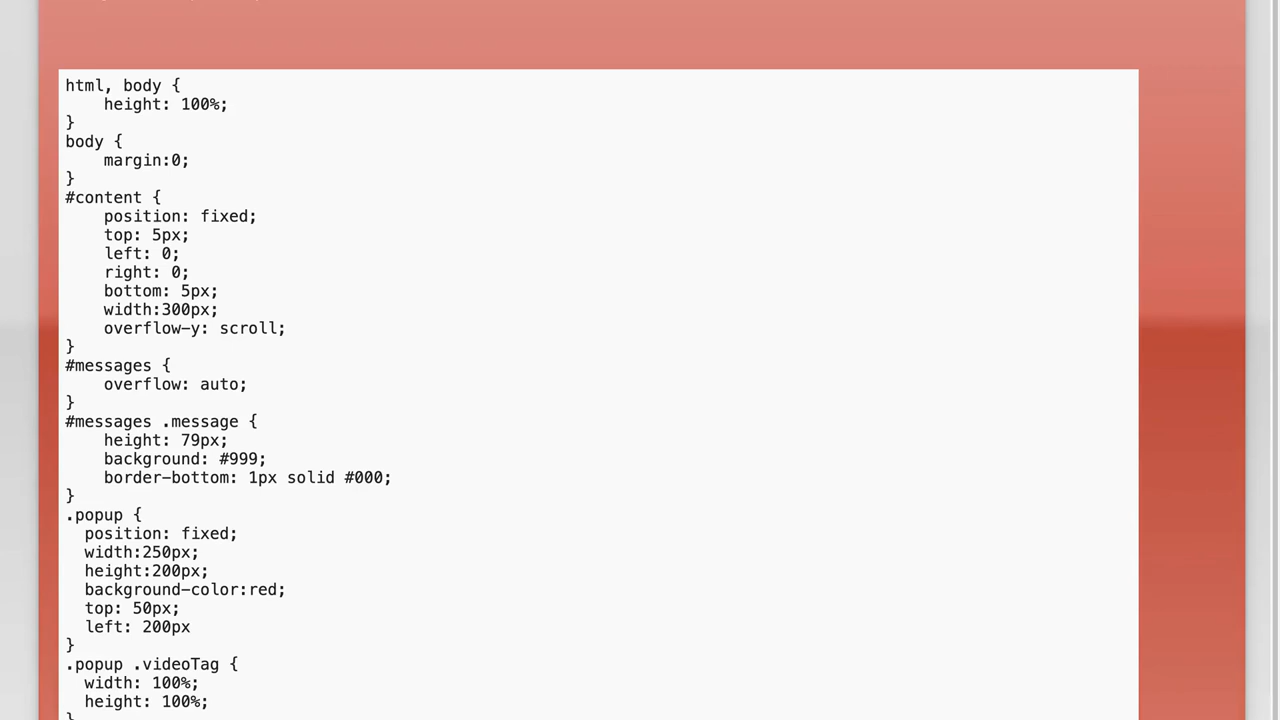 html, body {
    height: 100%;
}
body {
    margin:0;
}
#content {
    position: fixed;
    top: 5px;
    left: 0;
    right: 0;
    bottom: 5px;
    width:300px;
    overflow-y: scroll;
}
#messages {
    overflow: auto;
}
#messages .message {
    height: 79px;
    background: #999;
    border-bottom: 1px solid #000;
}
.popup {
  position: fixed;
  width:250px;
  height:200px;
  background-color:red;
  top: 50px;
  left: 200px
}
.popup .videoTag {
  width: 100%;
  height: 100%;
}